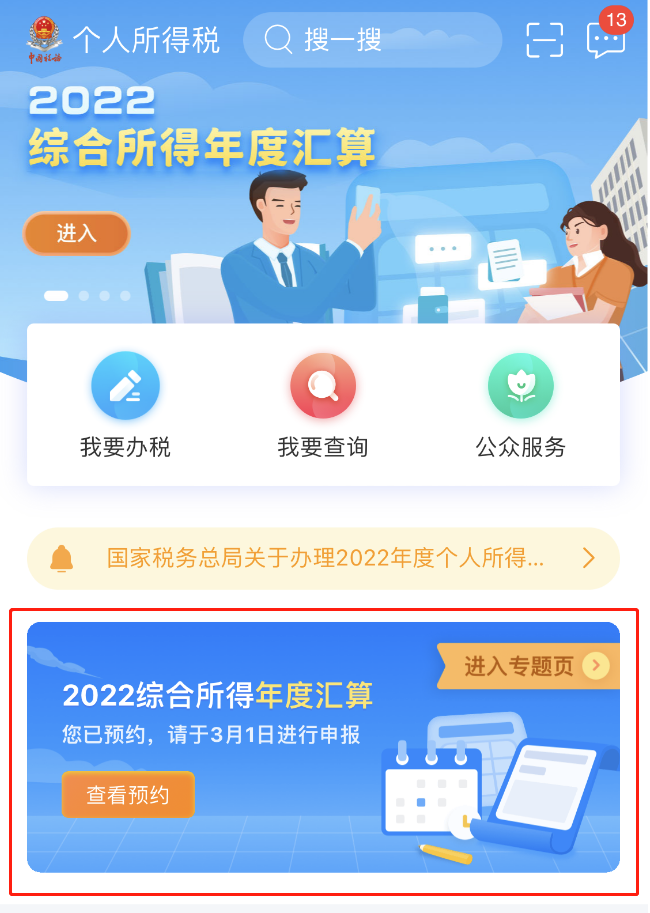 个人所得税
搜一搜
13
2022
综合所得年度汇算
进入
我要办税
我要查询
公众服务
国家税务总局关于办理2022年度个人所得...
进入专题页
2022综合所得年度汇算
您已预约，请于3月1日进行申报
查看预约